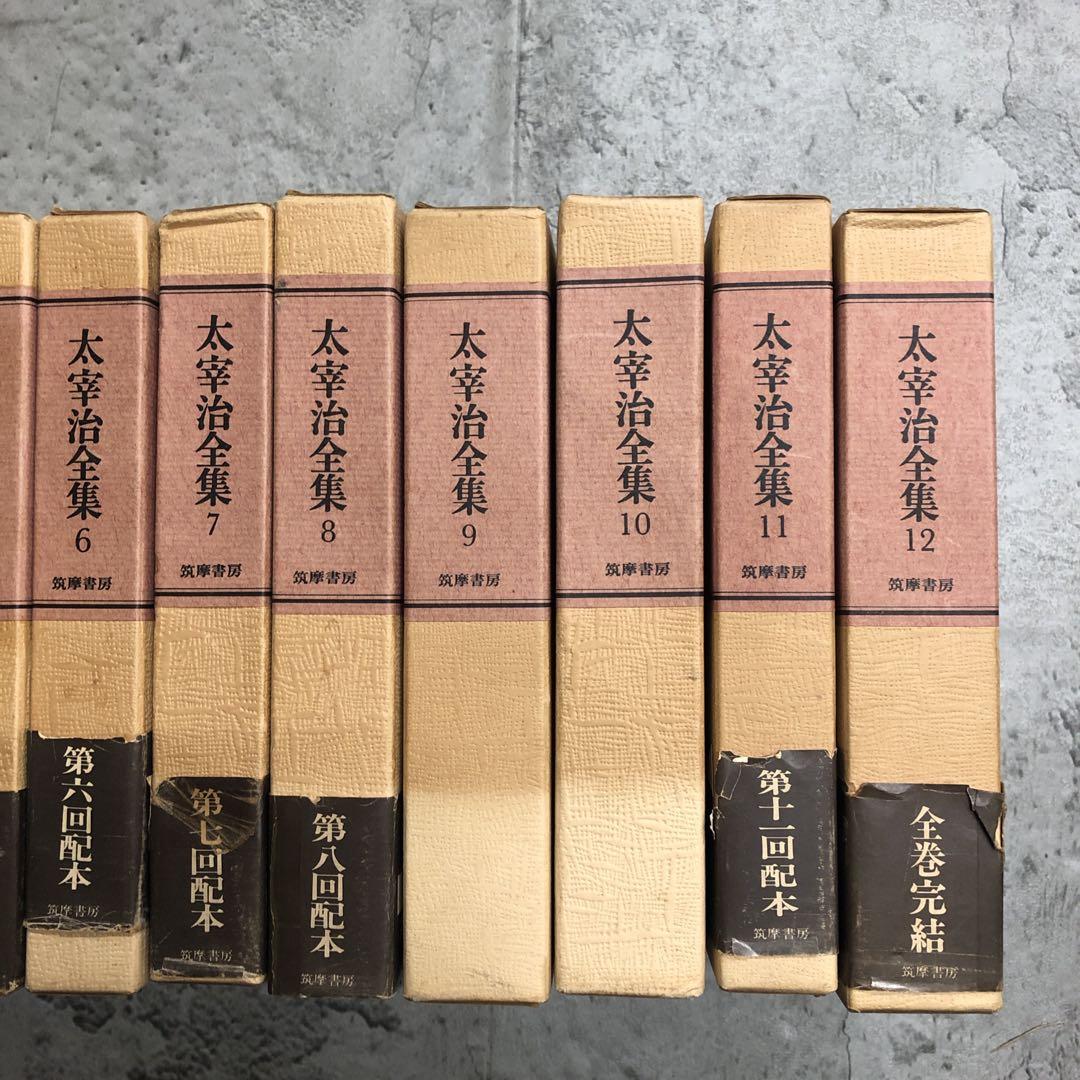 太宰治全集
6
筑摩書房
第六回配本
筑摩書房
太宰治全集
7
筑摩書房
第七回配本
筑摩書房
太宰治全集
8
筑摩書房
第八回配本
筑摩書房
太宰治全集
9
筑摩書房
太宰治全集
10
筑摩書房
太宰治全集
11
筑摩書房
第十一回配本
筑摩書房
太宰治全集
12
筑摩書房
全巻完結
筑摩書房